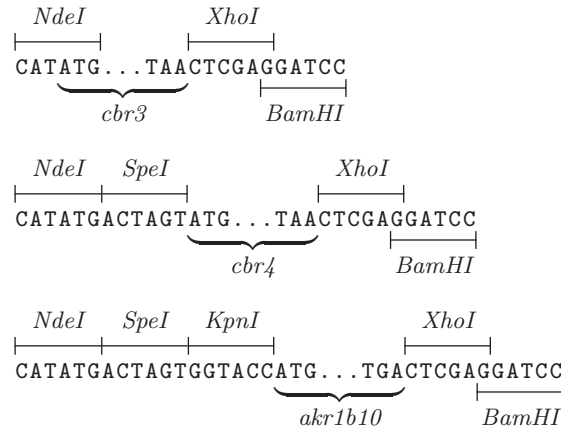 NdeI XhoI
CATATG...TAACTCGAGGATCC
cbr3 BamHI
NdeI SpeI XhoI
CATATGACTAGTATG...TAACTCGAGGATCC
cbr4 BamHI
NdeI SpeI KpnI XhoI
CATATGACTAGTGGTACCATG...TGACTCGAGGATCC
akr1b10 BamHI